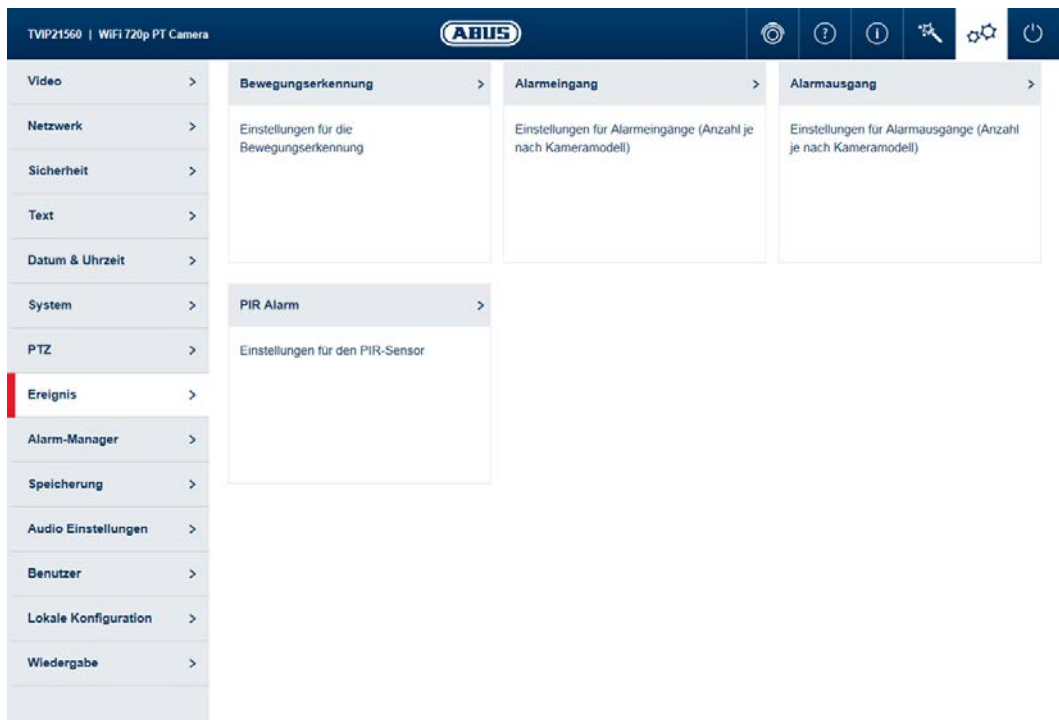 TVIP21560 | WiFi 720p PT Camera
ABUS
Video
Netzwerk
Sicherheit
Text
Datum & Uhrzeit
System
PTZ
Ereignis
Alarm-Manager
Speicherung
Audio Einstellungen
Benutzer
Lokale Konfiguration
Wiedergabe
Bewegungserkennung
Einstellungen für die
Bewegungserkennung
Alarmeingang
Einstellungen für Alarmeingänge (Anzahl je
nach Kameramodell)
Alarmausgang
Einstellungen für Alarmausgänge (Anzahl
je nach Kameramodell)
PIR Alarm
Einstellungen für den PIR-Sensor